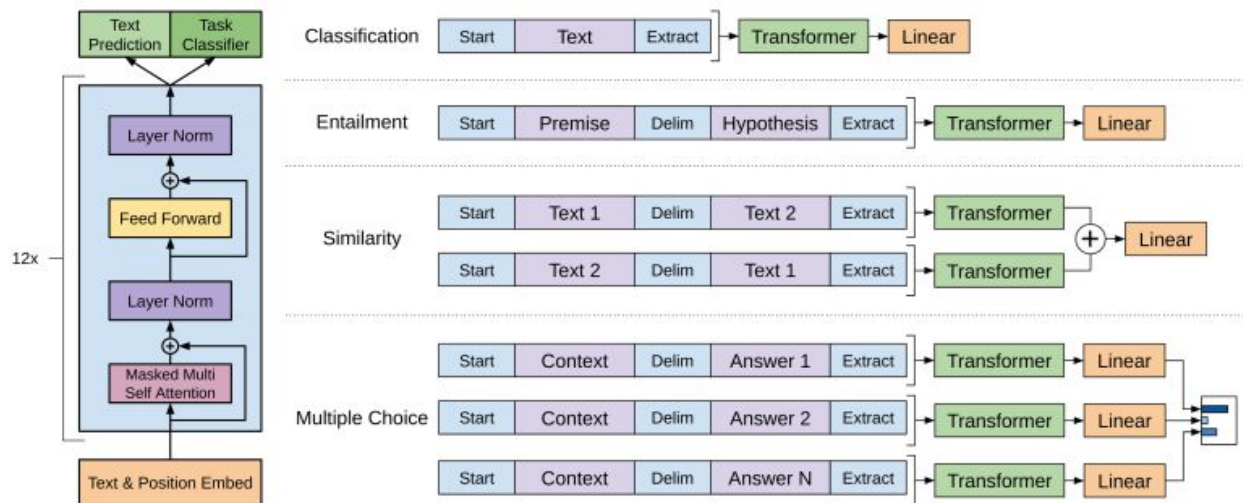 Text
Prediction
Task
Classifier
Layer Norm
Feed Forward
12x
Layer Norm
Masked Multi
Self Attention
Text & Position Embed
Classification
Start Text Extract Transformer Linear
Entailment
Start Premise Delim Hypothesis Extract Transformer Linear
Similarity
Start Text 1 Delim Text 2 Extract Transformer
Start Text 2 Delim Text 1 Extract Transformer
+ Linear
Multiple Choice
Start Context Delim Answer 1 Extract Transformer Linear
Start Context Delim Answer 2 Extract Transformer Linear
Start Context Delim Answer N Extract Transformer Linear